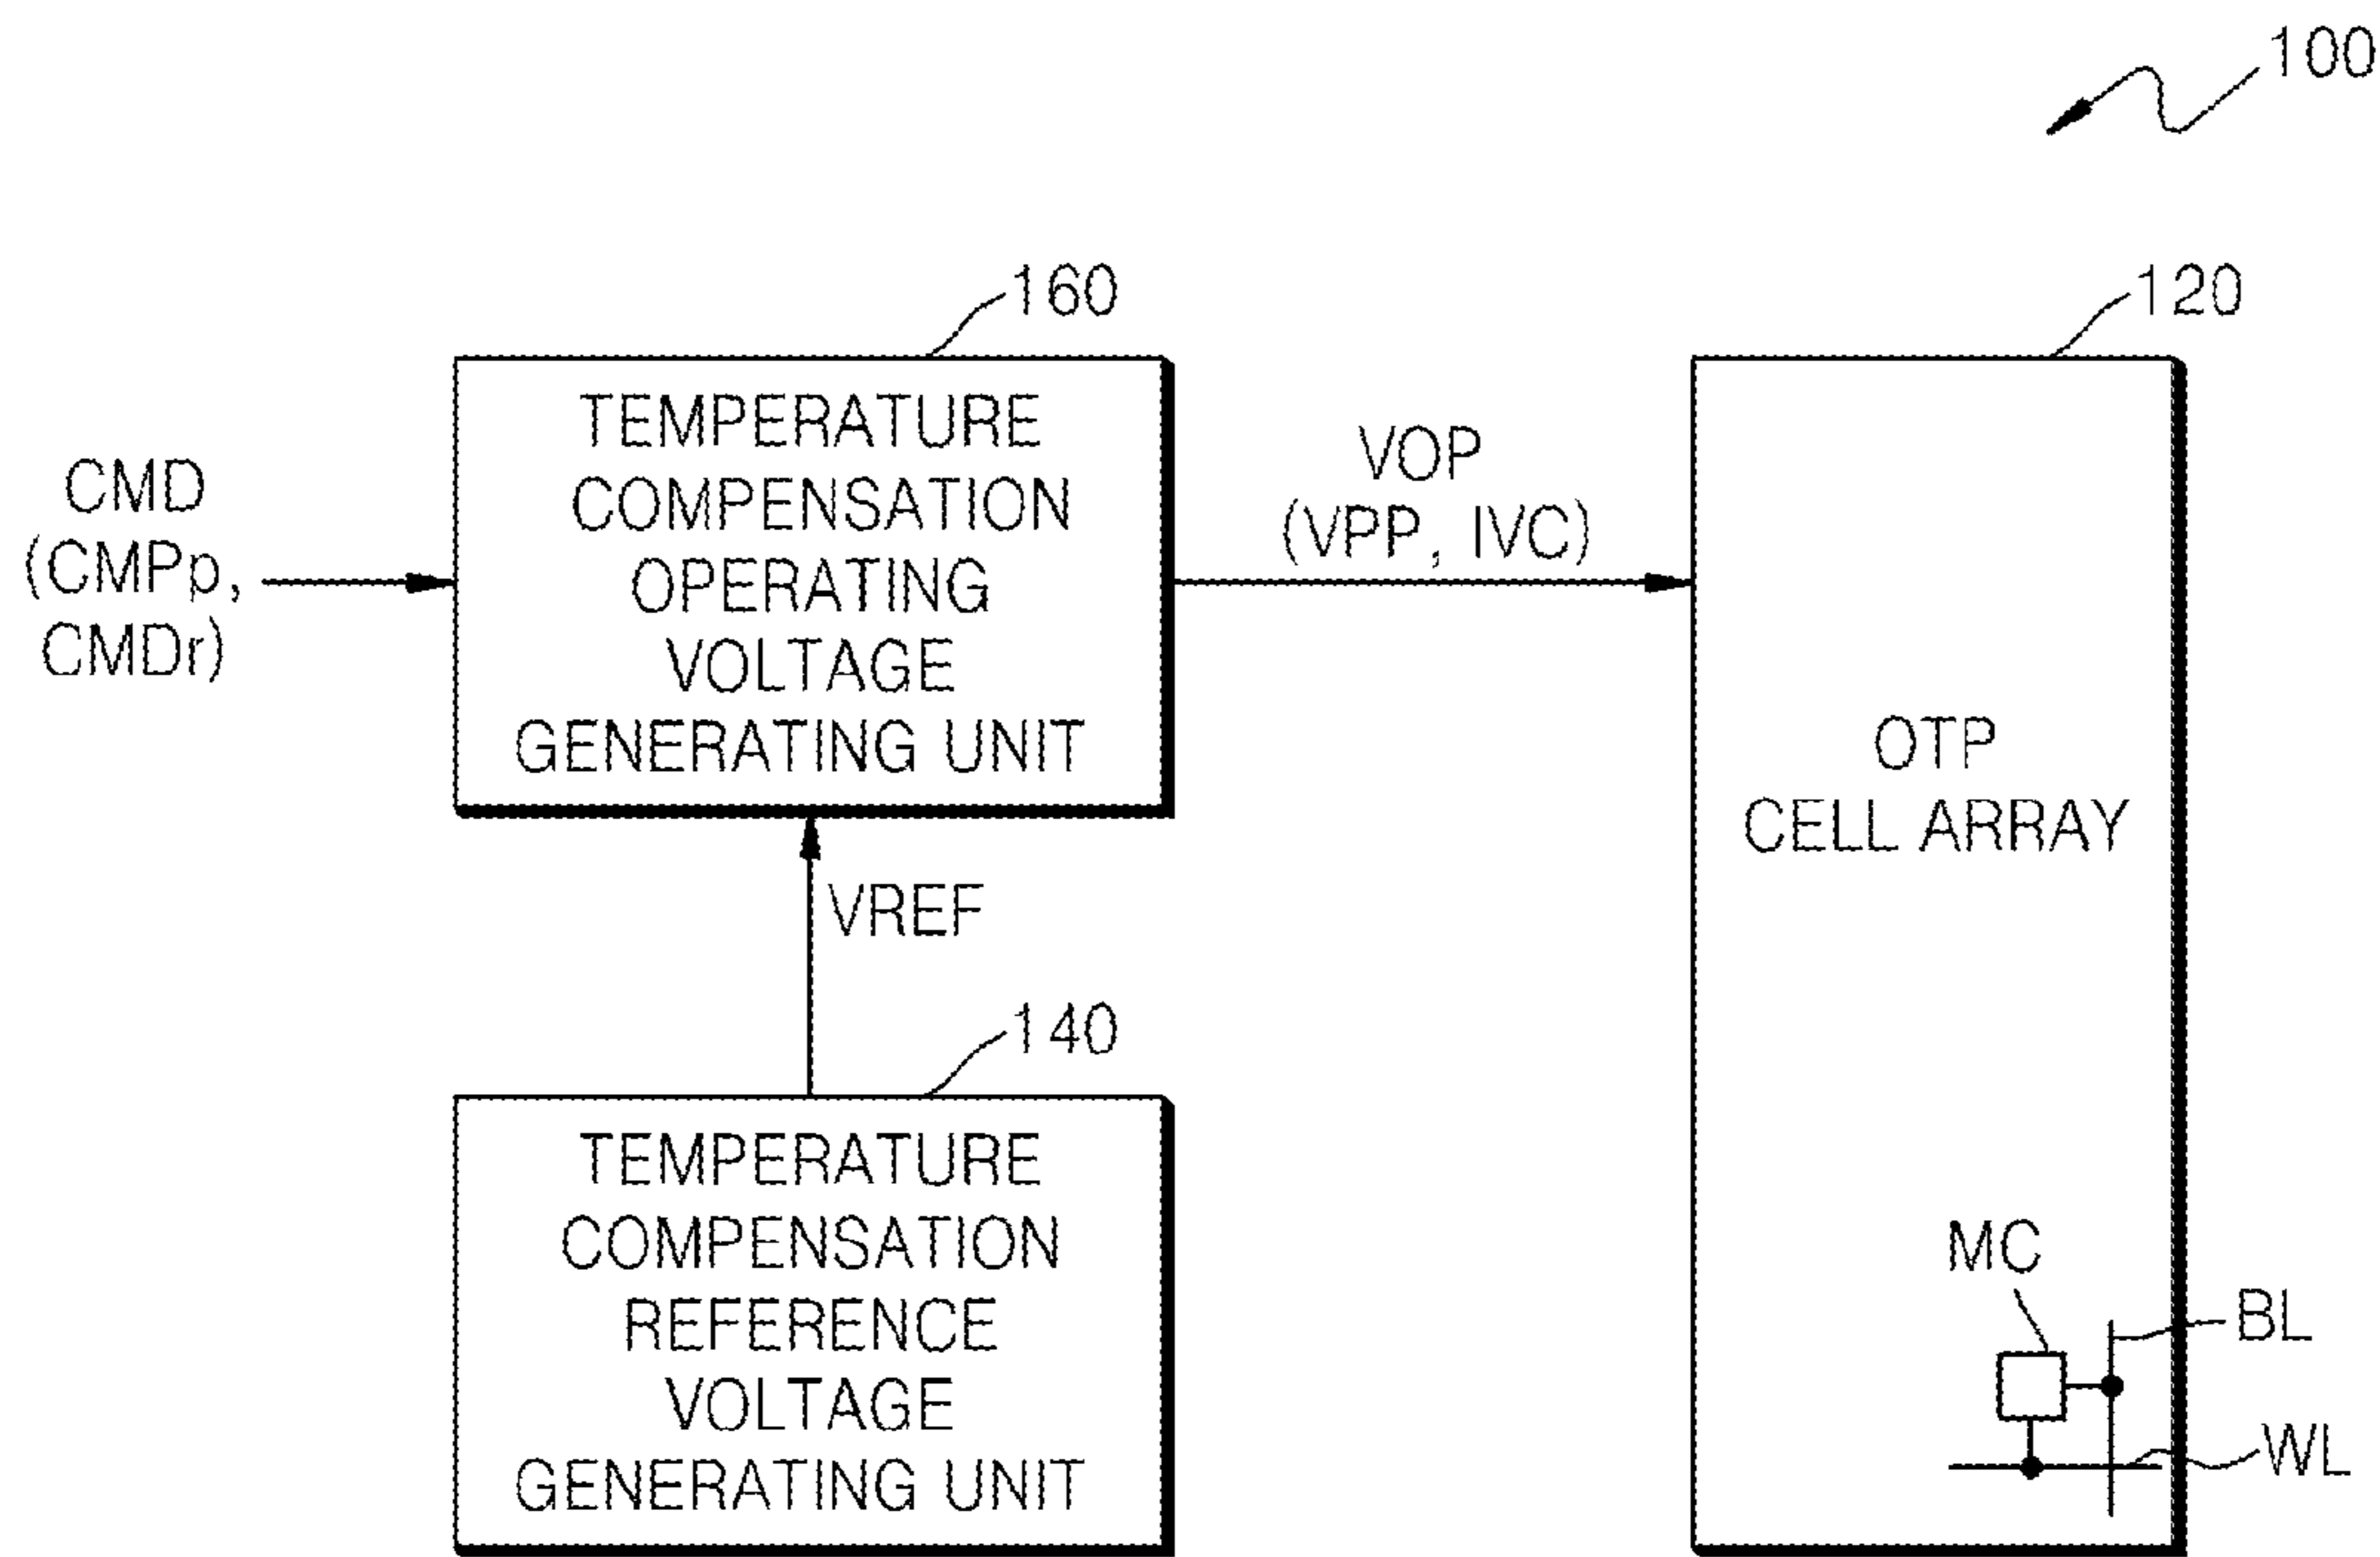 100
160
120
TEMPERATURE
COMPENSATION
OPERATING
VOLTAGE
GENERATING UNIT
CMD
(CMPp,
CMDr)
VOP
(VPP, IVC)
OTP
CELL ARRAY
VREF
140
TEMPERATURE
COMPENSATION
REFERENCE
VOLTAGE
GENERATING UNIT
MC
BL
WL